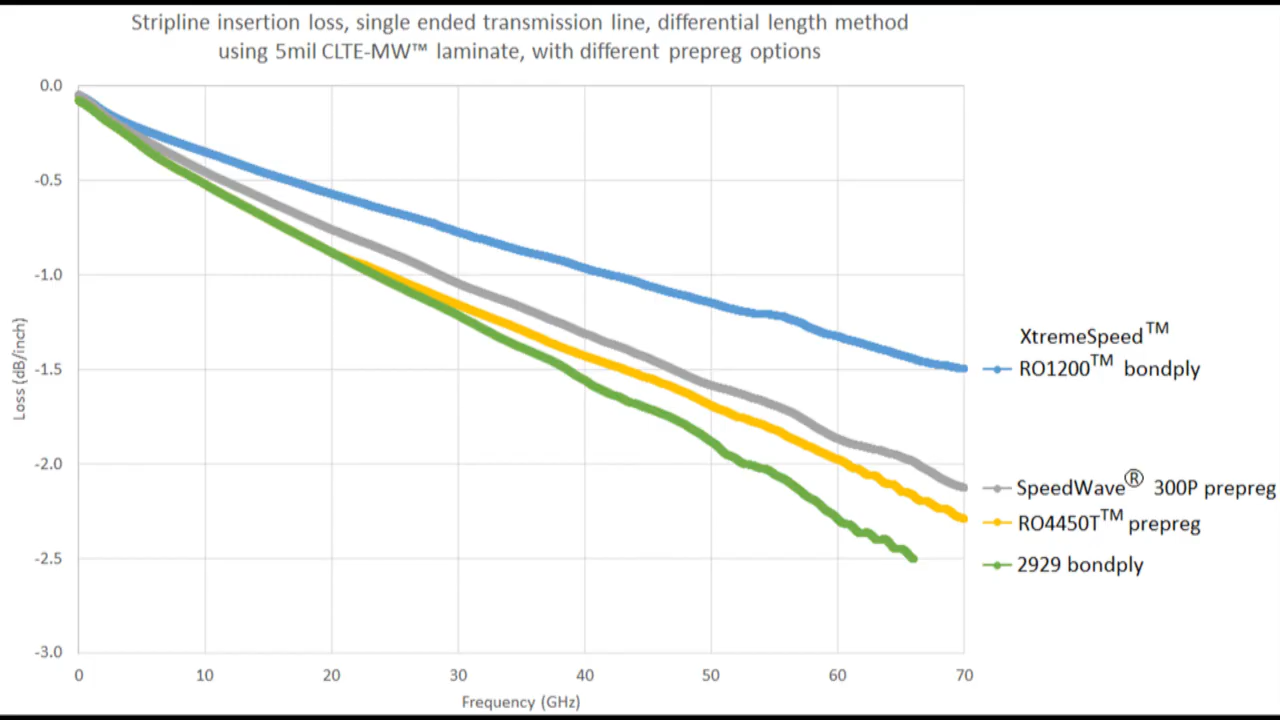 Stripline insertion loss, single ended transmission line, differential length method
using 5mil CLTE-MW™ laminate, with different prepreg options
0.0
-0.5
-1.0
-1.5
-2.0
-2.5
-3.0
Loss (dB/inch)
0 10 20 30 40 50 60 70
Frequency (GHz)
XtremeSpeed™
RO1200™ bondply
SpeedWave® 300P prepreg
RO4450T™ prepreg
2929 bondply